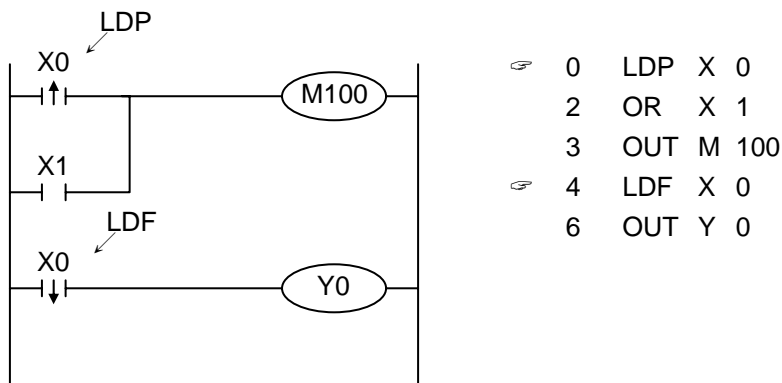 LDP
X0
M100
X1
LDF
X0
Y0
☞ 0 LDP X 0
2 OR X 1
3 OUT M 100
☞ 4 LDF X 0
6 OUT Y 0